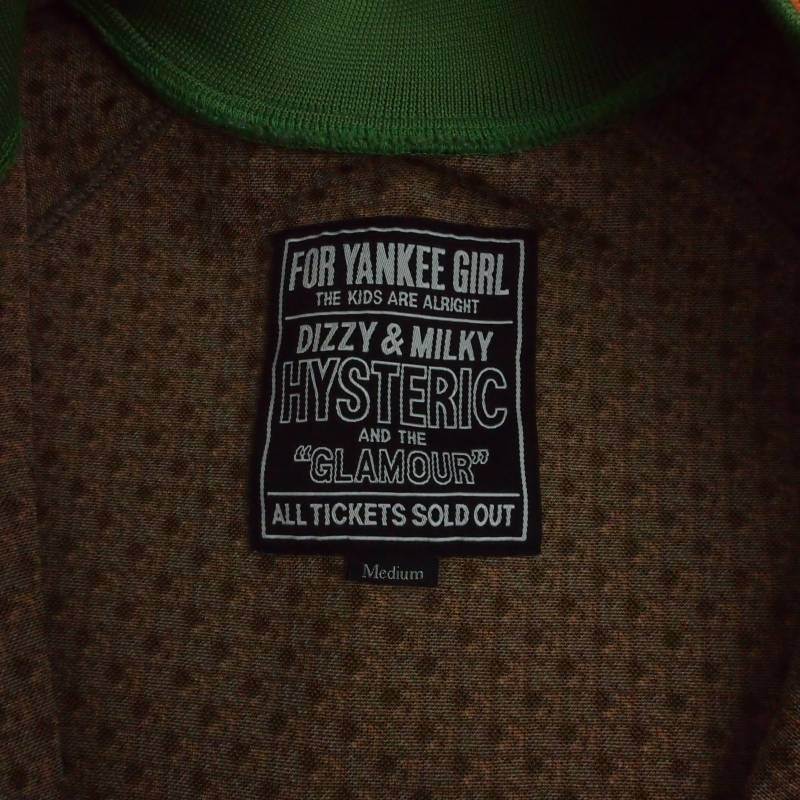 FOR YANKEE GIRL
THE KIDS ARE ALRIGHT
DIZZY & MILKY
HYSTERIC
AND THE
“GLAMOUR”
ALL TICKETS SOLD OUT
Medium